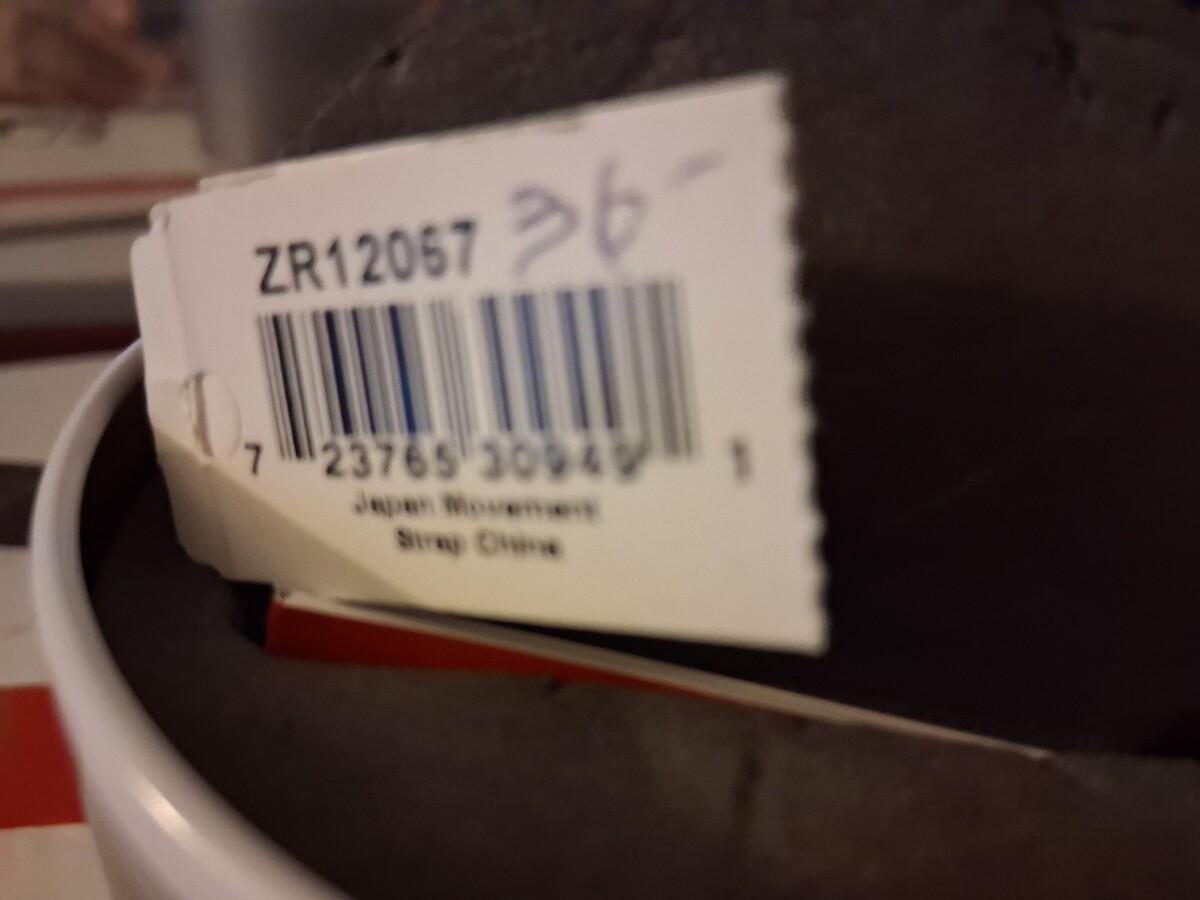 ZR12067 36-
7 23765 30949 1
Japan Movement
Strap China